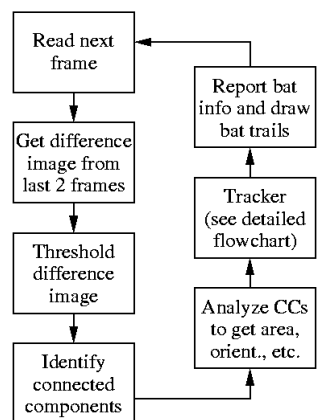 Read next
frame
Get difference
image from
last 2 frames
Threshold
difference
image
Identify
connected
components
Analyze CCs
to get area,
orient., etc.
Tracker
(see detailed
flowchart)
Report bat
info and draw
bat trails